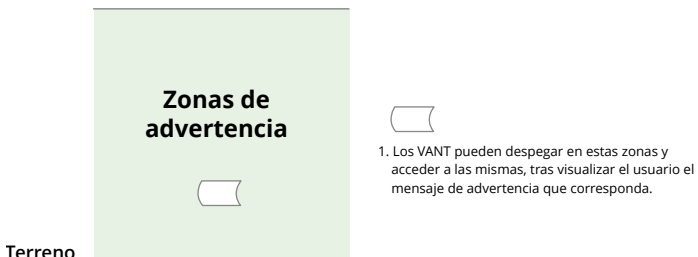 Zonas de
advertencia
1. Los VANT pueden despegar en estas zonas y
acceder a las mismas, tras visualizar el usuario el
mensaje de advertencia que corresponda.
Terreno